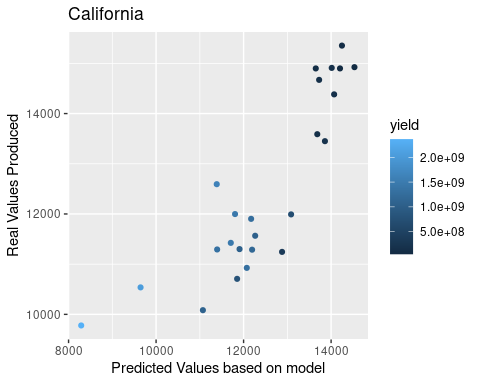 California
Real Values Produced
14000
12000
10000
8000
10000
12000
14000
Predicted Values based on model
yield
2.0e+09
1.5e+09
1.0e+09
5.0e+08